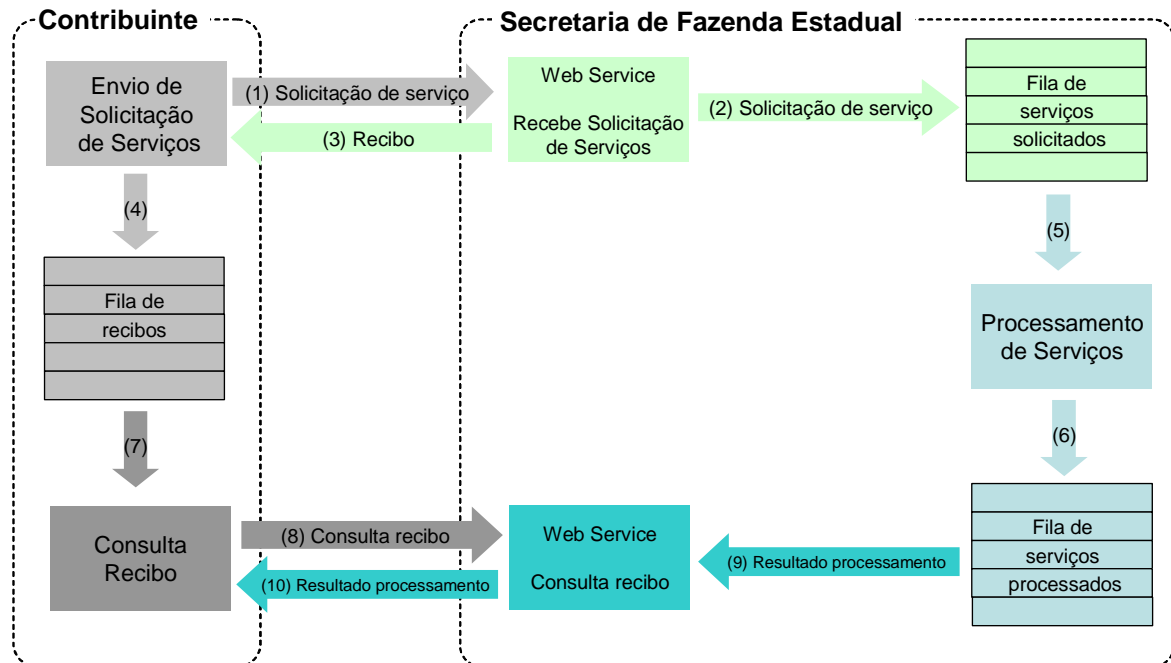 Contribuinte
Secretaria de Fazenda Estadual
Envio de
Solicitação
de Serviços
(1) Solicitação de serviço
(3) Recibo
Web Service
Recebe Solicitação
de Serviços
(2) Solicitação de serviço
Fila de
serviços
solicitados
(4)
(5)
Fila de
recibos
Processamento
de Serviços
(7)
(6)
Consulta
Recibo
(8) Consulta recibo
(10) Resultado processamento
Web Service
Consulta recibo
(9) Resultado processamento
Fila de
serviços
processados